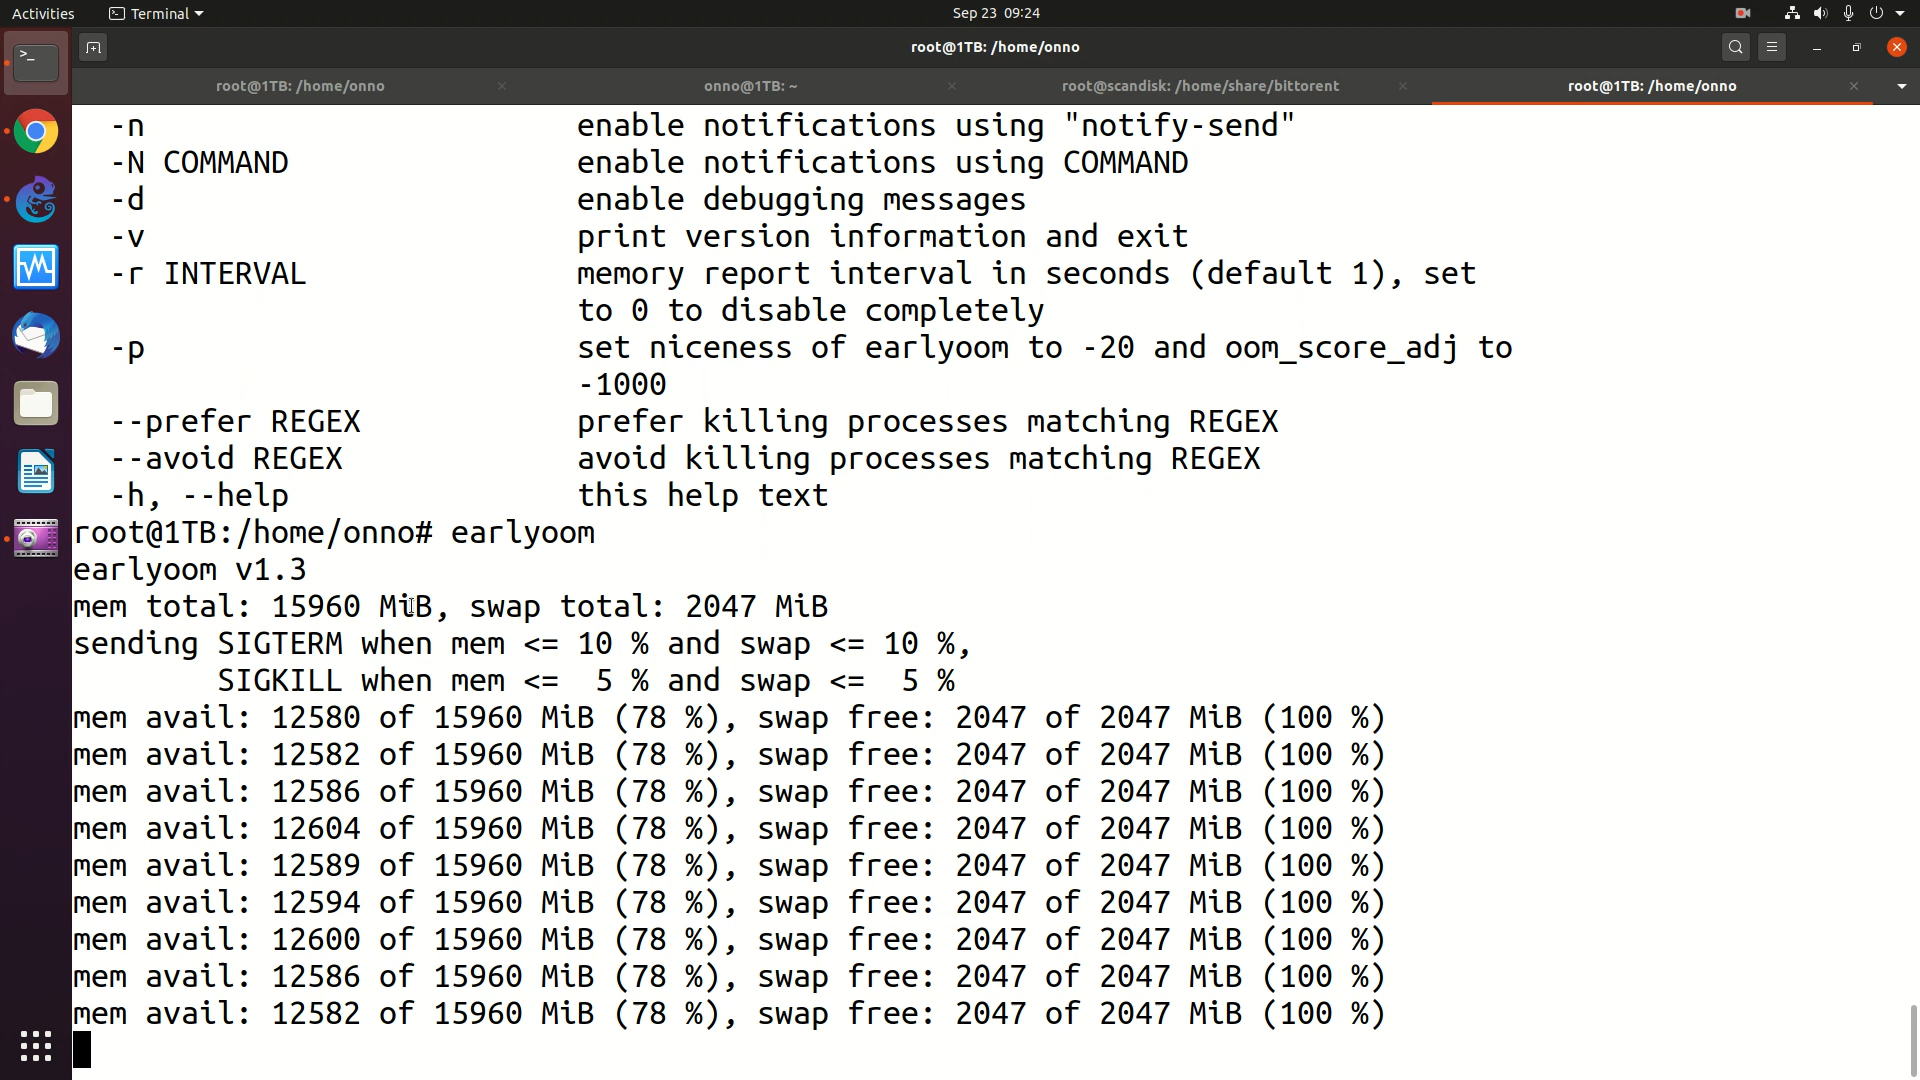 Activities Terminal Sep 23 09:24
root@1TB: /home/onno
root@1TB: /home/onno onno@1TB: ~ root@scandisk: /home/share/bittorent root@1TB: /home/onno
-n enable notifications using "notify-send"
-N COMMAND enable notifications using COMMAND
-d enable debugging messages
-v print version information and exit
-r INTERVAL memory report interval in seconds (default 1), set
to 0 to disable completely
-p set niceness of earlyoom to -20 and oom_score_adj to
-1000
--prefer REGEX prefer killing processes matching REGEX
--avoid REGEX avoid killing processes matching REGEX
-h, --help this help text
root@1TB:/home/onno# earlyoom
earlyoom v1.3
mem total: 15960 MiB, swap total: 2047 MiB
sending SIGTERM when mem <= 10 % and swap <= 10 %,
SIGKILL when mem <= 5 % and swap <= 5 %
mem avail: 12580 of 15960 MiB (78 %), swap free: 2047 of 2047 MiB (100 %)
mem avail: 12582 of 15960 MiB (78 %), swap free: 2047 of 2047 MiB (100 %)
mem avail: 12586 of 15960 MiB (78 %), swap free: 2047 of 2047 MiB (100 %)
mem avail: 12604 of 15960 MiB (78 %), swap free: 2047 of 2047 MiB (100 %)
mem avail: 12589 of 15960 MiB (78 %), swap free: 2047 of 2047 MiB (100 %)
mem avail: 12594 of 15960 MiB (78 %), swap free: 2047 of 2047 MiB (100 %)
mem avail: 12600 of 15960 MiB (78 %), swap free: 2047 of 2047 MiB (100 %)
mem avail: 12586 of 15960 MiB (78 %), swap free: 2047 of 2047 MiB (100 %)
mem avail: 12582 of 15960 MiB (78 %), swap free: 2047 of 2047 MiB (100 %)